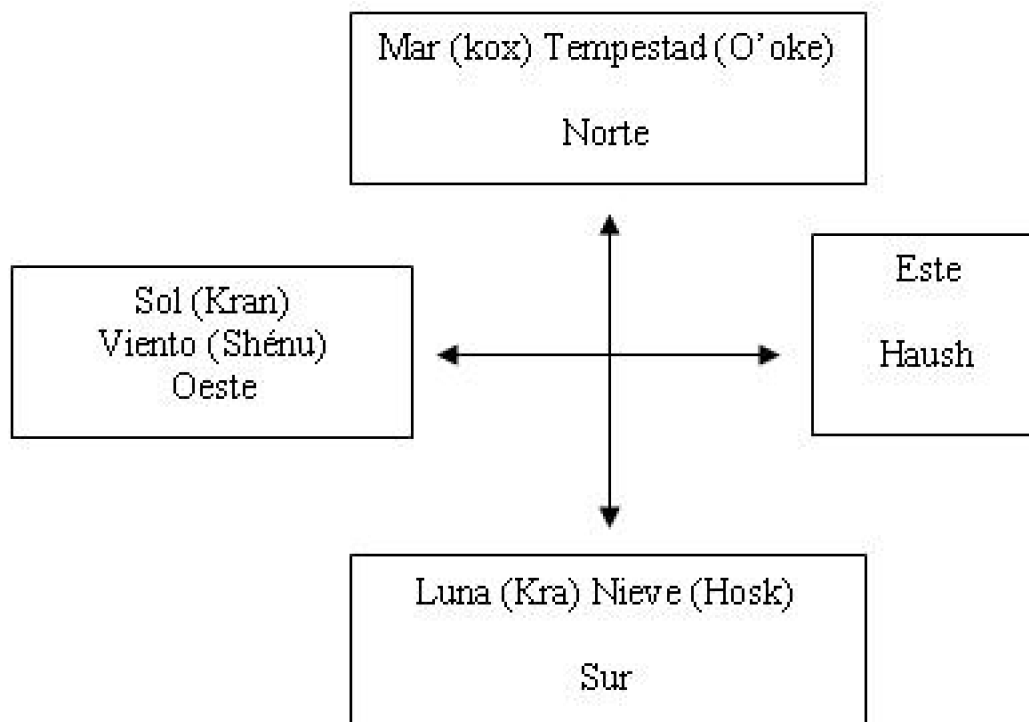 Mar (kox) Tempestad (O'oke)
Norte
Sol (Kran)
Viento (Shénu)
Oeste
Este
Haush
Luna (Kra) Nieve (Hosk)
Sur